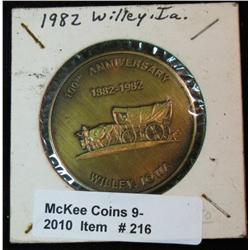 1982 Willey, Ia.
100TH ANNIVERSARY
1882-1982
WILLEY, IOWA
McKee Coins 9-
2010 Item # 216